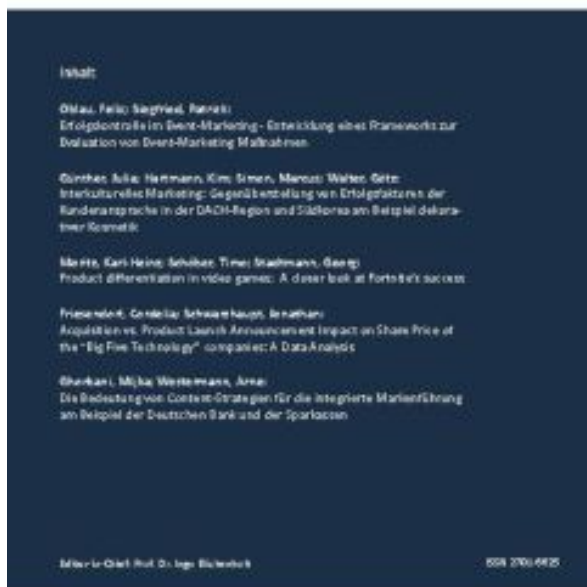 Inhalt
Felix; Siegfried, Patrick:
Erfolgskontrolle im Event-Marketing - Entwicklung eines Frameworks zur
Evaluation von Event-Marketing Maßnahmen
Günther, Julia; Hartmann, Kim; Simon, Marcus; Walter, Götz:
Interkulturelles Marketing: Gegenüberstellung von Erfolgsfaktoren der
Kundenansprache in der DACH-Region und Südkorea am Beispiel dekora-
tiver Kosmetik
Moritz, Karl-Heinz; Schöber, Timo; Stadtmann, Georg:
Product differentiation in video games: A closer look at Fortnite's success
Friesendorf, Cordelia; Schwarzhaupt, Jonathan:
Acquisition vs. Product Launch Announcement Impact on Share Price of
the "Big Five Technology" companies: A Data Analysis
Westermann, Arne:
Die Bedeutung von Content-Strategien für die integrierte Markenführung
am Beispiel der Deutschen Bank und der Sparkassen
Editor-in-Chief: Prof. Dr. Ingo
ISSN